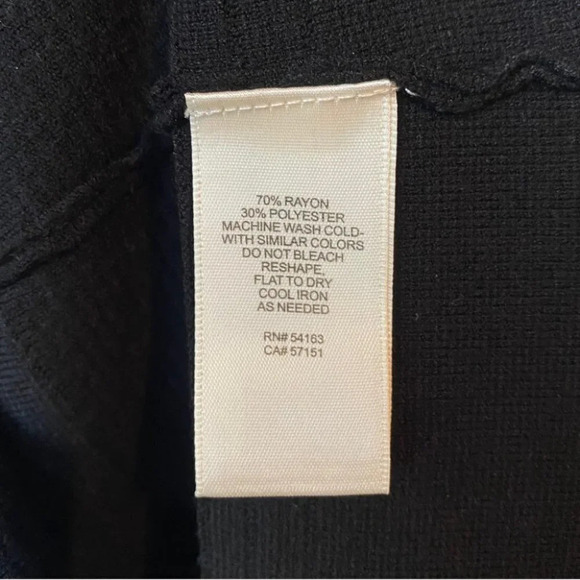 70% RAYON
30% POLYESTER
MACHINE WASH COLD-
WITH SIMILAR COLORS
DO NOT BLEACH
RESHAPE,
FLAT TO DRY
COOL IRON
AS NEEDED
RN# 54163
CA# 57151